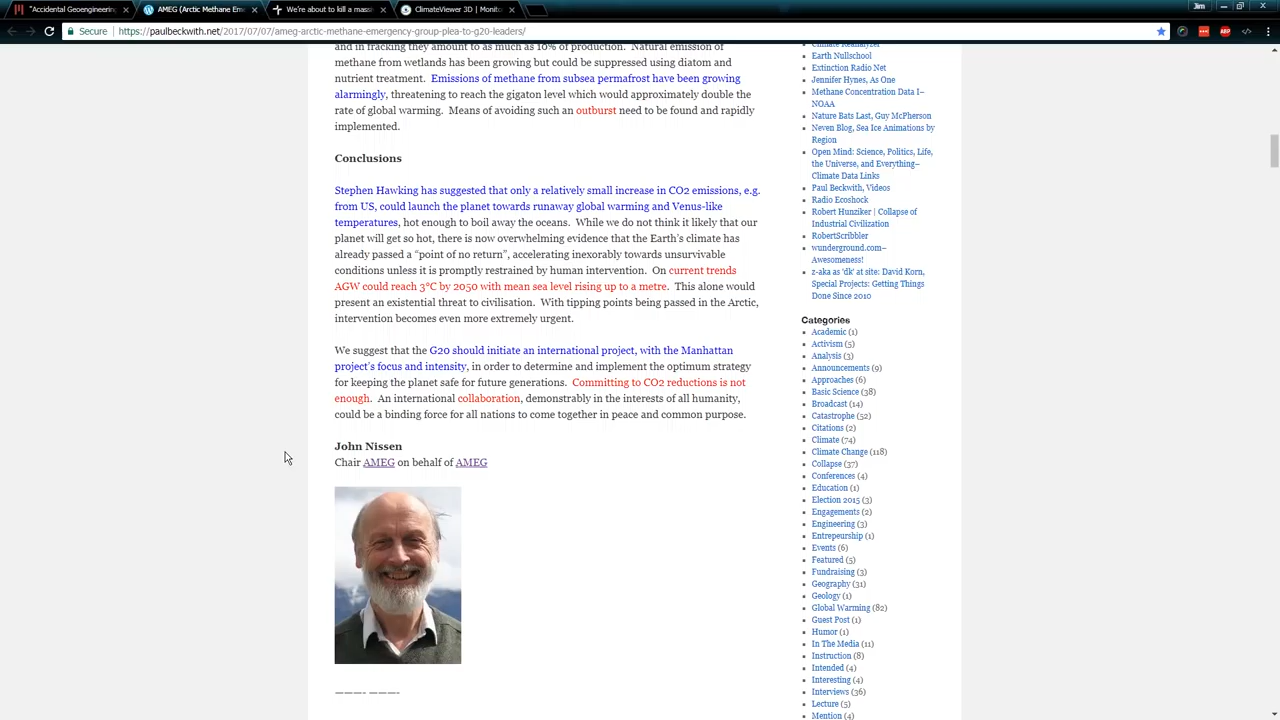 "Accidental Geoengineering
AMEG (Arctic Methane Em
We're about to kill a mass
ClimateViewer 3D | Monito
Jim
Secure
https://paulbeckwith.net/2017/07/07/ameg-arctic-methane-emergency-group-plea-to-g20-leaders/
ABP
and in fracking they amount to as much as 10% of production. Natural emission of
methane from wetlands has been growing but could be suppressed using diatom and
nutrient treatment. Emissions of methane from subsea permafrost have been growing
alarmingly, threatening to reach the gigaton level which would approximately double the
rate of global warming. Means of avoiding such an outburst need to be found and rapidly
implemented.
Conclusions
Stephen Hawking has suggested that only a relatively small increase in CO2 emissions, e.g.
from US, could launch the planet towards runaway global warming and Venus-like
temperatures, hot enough to boil away the oceans. While we do not think it likely that our
planet will get so hot, there is now overwhelming evidence that the Earth's climate has
already passed a “point of no return”, accelerating inexorably towards unsurvivable
conditions unless it is promptly restrained by human intervention. On current trends
AGW could reach 3°C by 2050 with mean sea level rising up to a metre. This alone would
present an existential threat to civilisation. With tipping points being passed in the Arctic,
intervention becomes even more extremely urgent.
We suggest that the G20 should initiate an international project, with the Manhattan
project's focus and intensity, in order to determine and implement the optimum strategy
for keeping the planet safe for future generations. Committing to CO2 reductions is not
enough. An international collaboration, demonstrably in the interests of all humanity,
could be a binding force for all nations to come together in peace and common purpose.
John Nissen
Chair AMEG on behalf of AMEG
———- ———-
Climate Reanalyzer
Earth Nullschool
Extinction Radio Net
Jennifer Hynes, As One
Methane Concentration Data I–
NOAA
Nature Bats Last, Guy McPherson
Neven Blog, Sea Ice Animations by
Region
Open Mind: Science, Politics, Life,
the Universe, and Everything–
Climate Data Links
Paul Beckwith, Videos
Radio Ecoshock
Robert Hunziker | Collapse of
Industrial Civilization
RobertScribbler
wunderground.com–
Awesomeness!
z-aka as 'dk' at site: David Korn,
Special Projects: Getting Things
Done Since 2010
Categories
Academic (1)
Activism (5)
Analysis (3)
Announcements (9)
Approaches (6)
Basic Science (38)
Broadcast (14)
Catastrophe (52)
Citations (2)
Climate (74)
Climate Change (118)
Collapse (37)
Conferences (4)
Education (1)
Election 2015 (3)
Engagements (2)
Engineering (3)
Entrepeurship (1)
Events (6)
Featured (5)
Fundraising (3)
Geography (31)
Geology (1)
Global Warming (82)
Guest Post (1)
Humor (1)
In The Media (11)
Instruction (8)
Intended (4)
Interesting (4)
Interviews (36)
Lecture (5)
Mention (4)